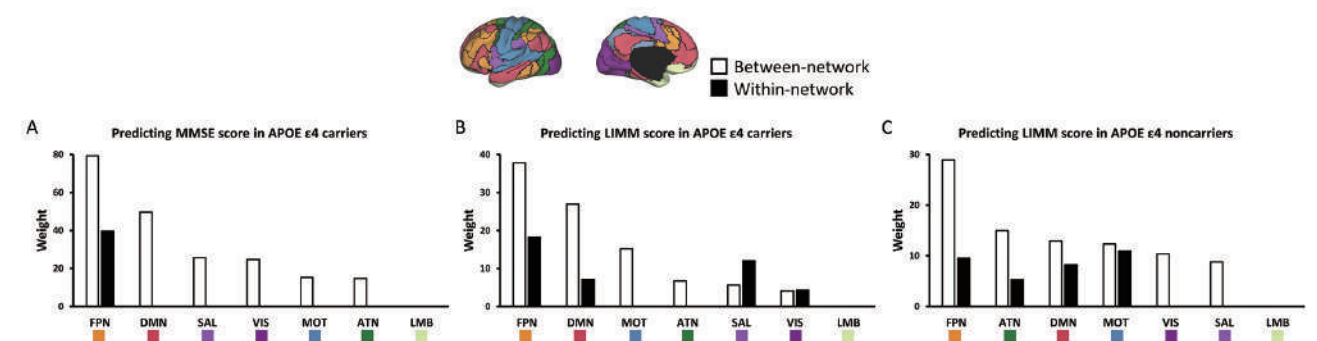 Between-network
Within-network
A
Predicting MMSE score in APOE ε4 carriers
Weight
80
60
40
20
0
FPN DMN SAL VIS MOT ATN LMB
B
Predicting LIMM score in APOE ε4 carriers
Weight
40
30
20
10
0
FPN DMN MOT ATN SAL VIS LMB
C
Predicting LIMM score in APOE ε4 noncarriers
Weight
30
20
10
0
FPN ATN DMN MOT VIS SAL LMB